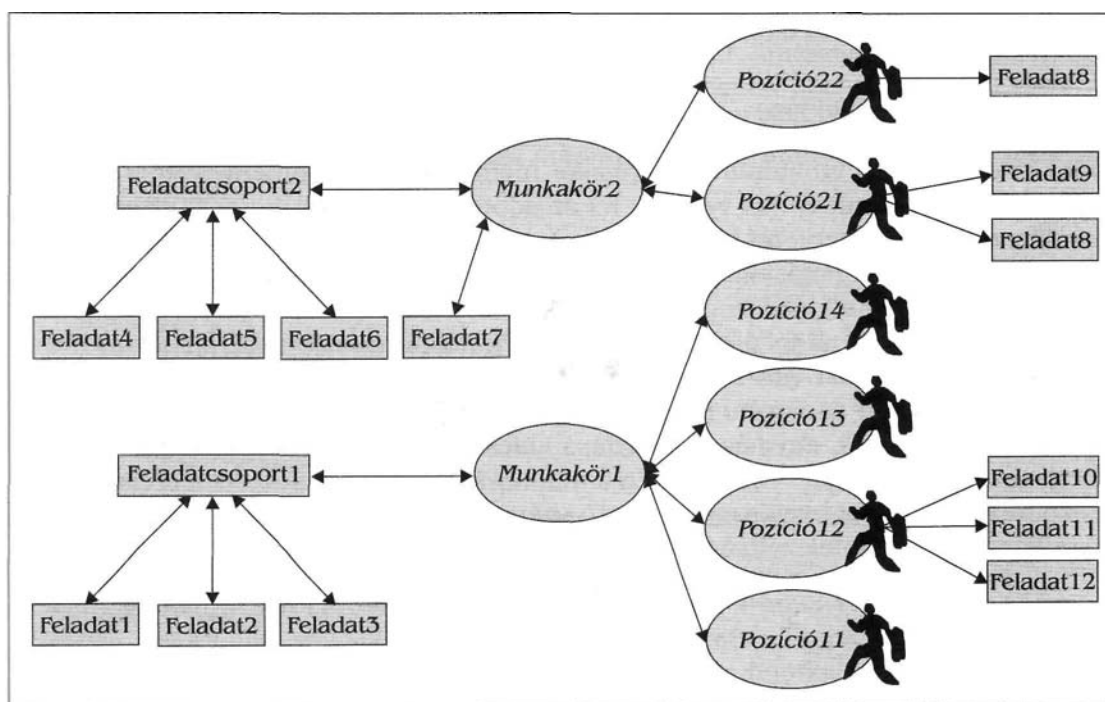 Pozíció22
Feladat8
Feladatcsoport2
Munkakör2
Pozíció21
Feladat9
Feladat8
Feladat4
Feladat5
Feladat6
Feladat7
Pozíció14
Pozíció13
Feladatcsoport1
Munkakör1
Pozíció12
Feladat10
Feladat11
Feladat12
Feladat1
Feladat2
Feladat3
Pozíció11